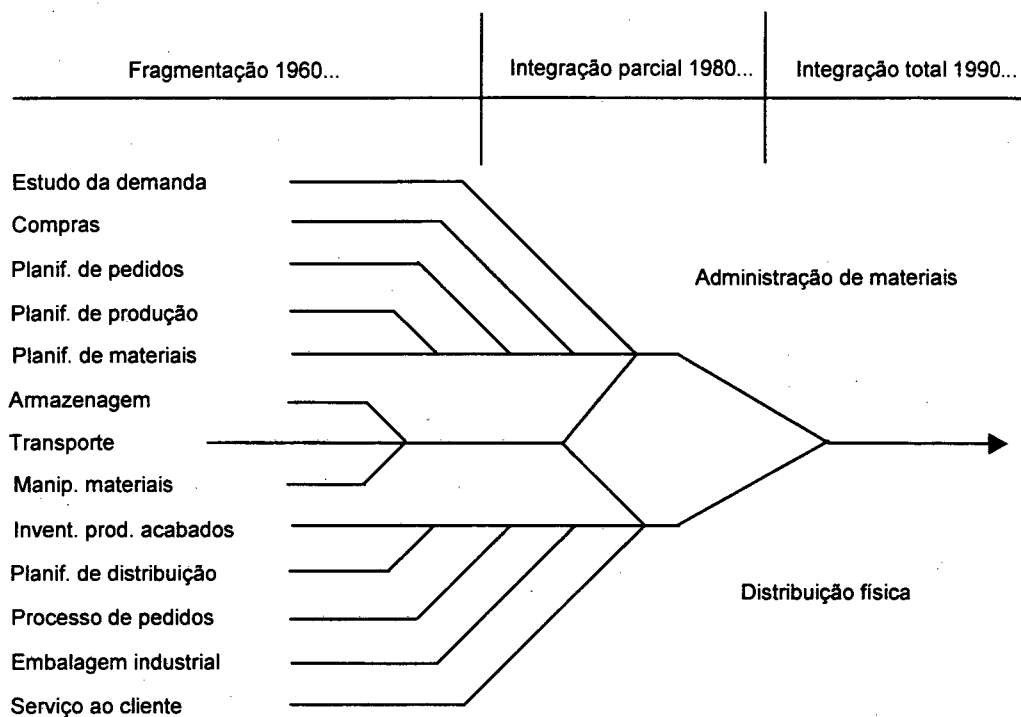 Fragmentação 1960...
Integração parcial 1980...
Integração total 1990...
Estudo da demanda
Compras
Planif. de pedidos
Planif. de produção
Planif. de materiais
Armazenagem
Transporte
Manip. materiais
Invent. prod. acabados
Planif. de distribuição
Processo de pedidos
Embalagem industrial
Serviço ao cliente
Administração de materiais
Distribuição física